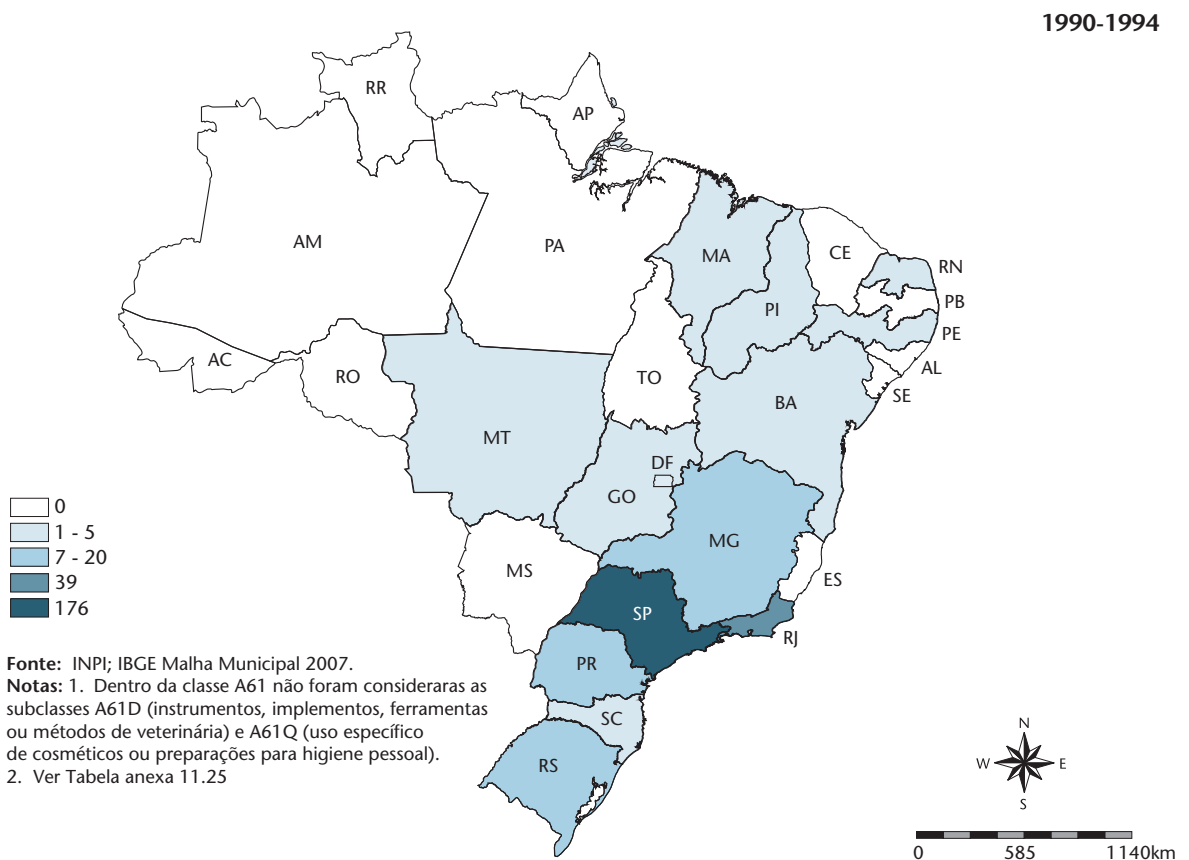 1990-1994
RR
AP
AM
PA
MA
CE
RN
PB
PI
PE
AC
AL
RO
TO
SE
BA
MT
DF
GO
0
1 - 5
7 - 20
39
176
MG
MS
ES
SP
RJ
PR
SC
RS
Fonte: INPI; IBGE Malha Municipal 2007.
Notas: 1. Dentro da classe A61 não foram consideraras as
subclasses A61D (instrumentos, implementos, ferramentas
ou métodos de veterinária) e A61Q (uso específico
de cosméticos ou preparações para higiene pessoal).
2. Ver Tabela anexa 11.25
N
W E
S
0 585 1140km